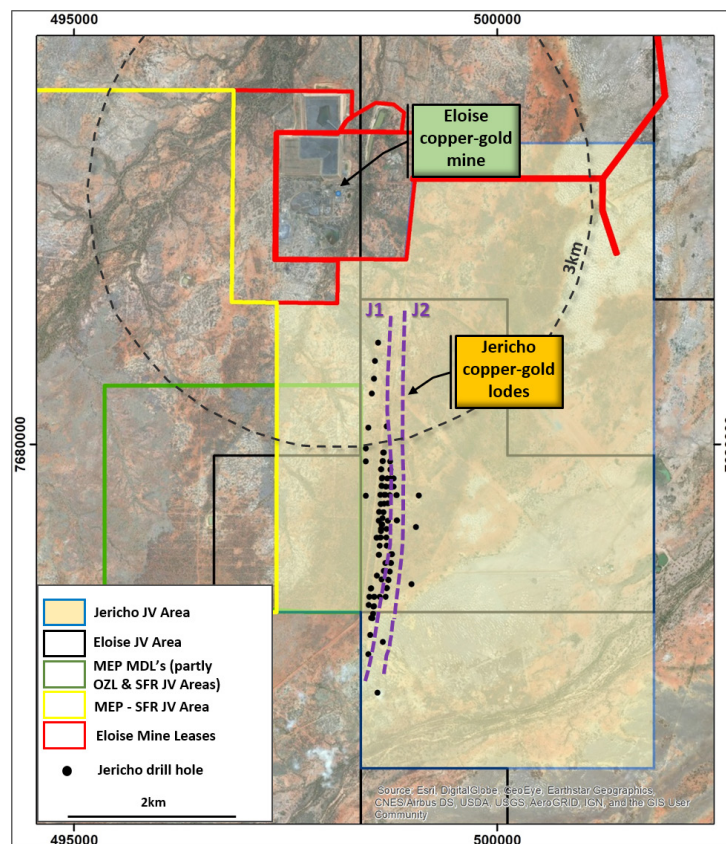 495000
500000
Eloise
copper-gold
mine
3km
J1 J2
Jericho
copper-gold
lodes
7680000
Jericho JV Area
Eloise JV Area
MEP MDL's (partly
OZL & SFR JV Areas)
MEP - SFR JV Area
Eloise Mine Leases
Jericho drill hole
2km
Source: Esri, DigitalGlobe, GeoEye, Earthstar Geographics,
CNES/Airbus DS, USDA, USGS, AeroGRID, IGN, and the GIS User
Community
495000
500000